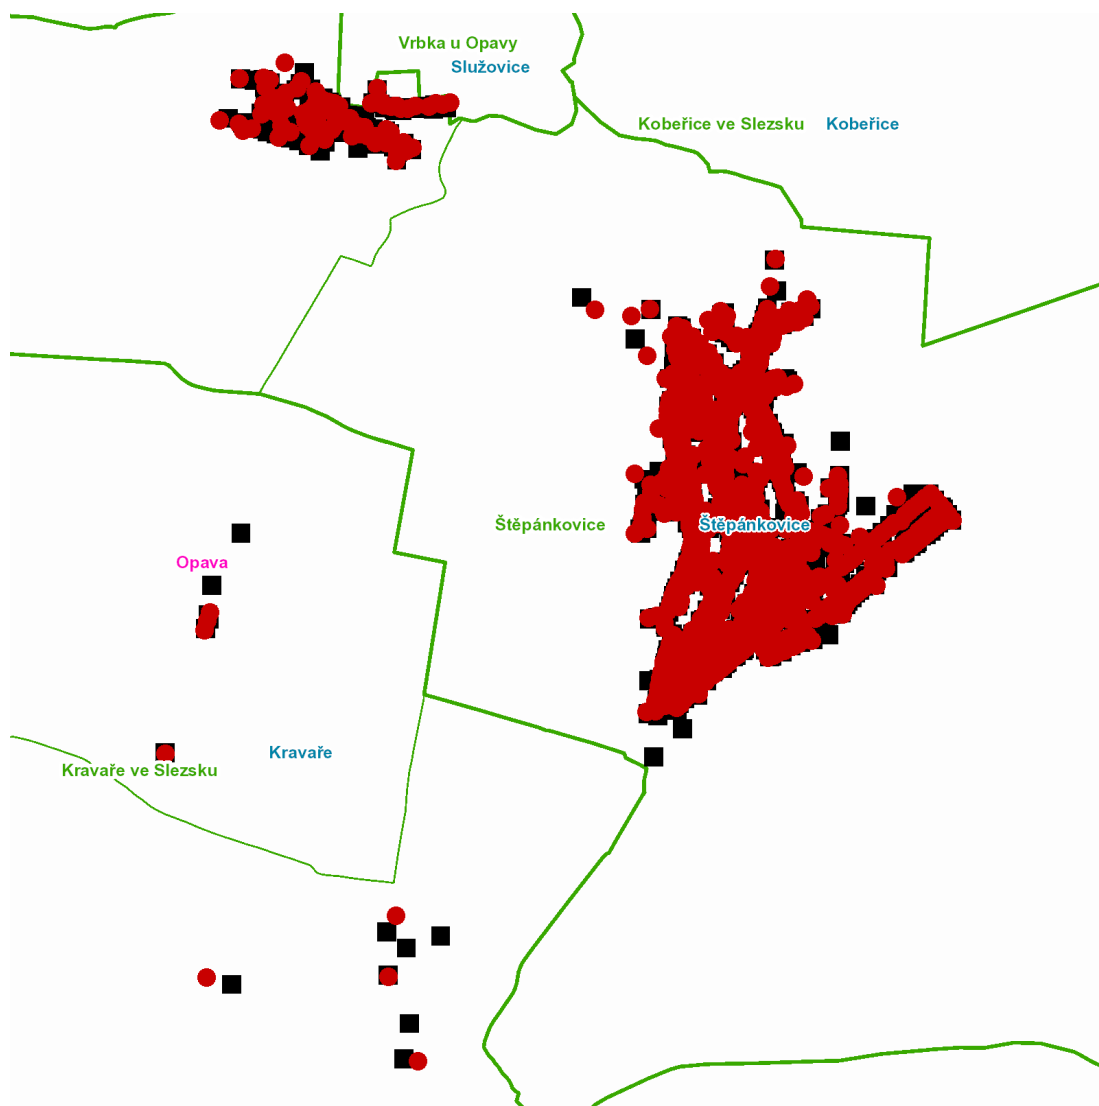 Vrbka u Opavy
Služovice
Kobeřice ve Slezsku
Kobeřice
Štěpánkovice
Štěpánkovice
Opava
Kravaře
Kravaře ve Slezsku